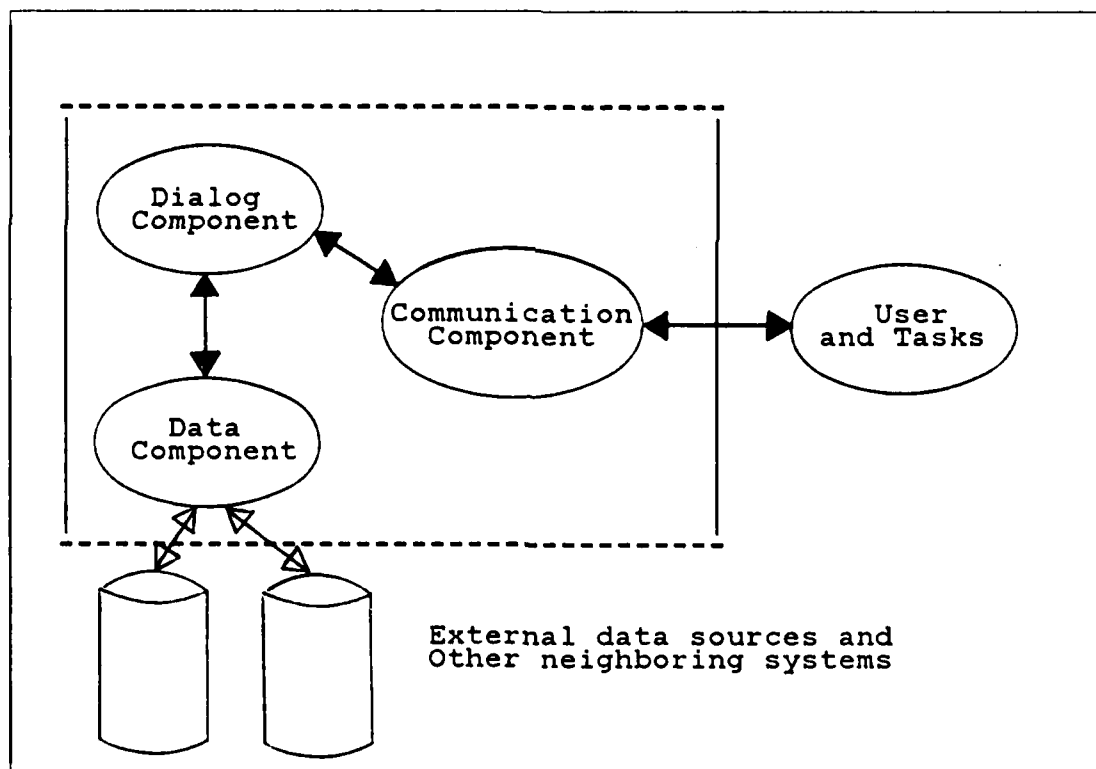 Dialog
Component
Communication
Component
User
and Tasks
Data
Component
External data sources and
Other neighboring systems